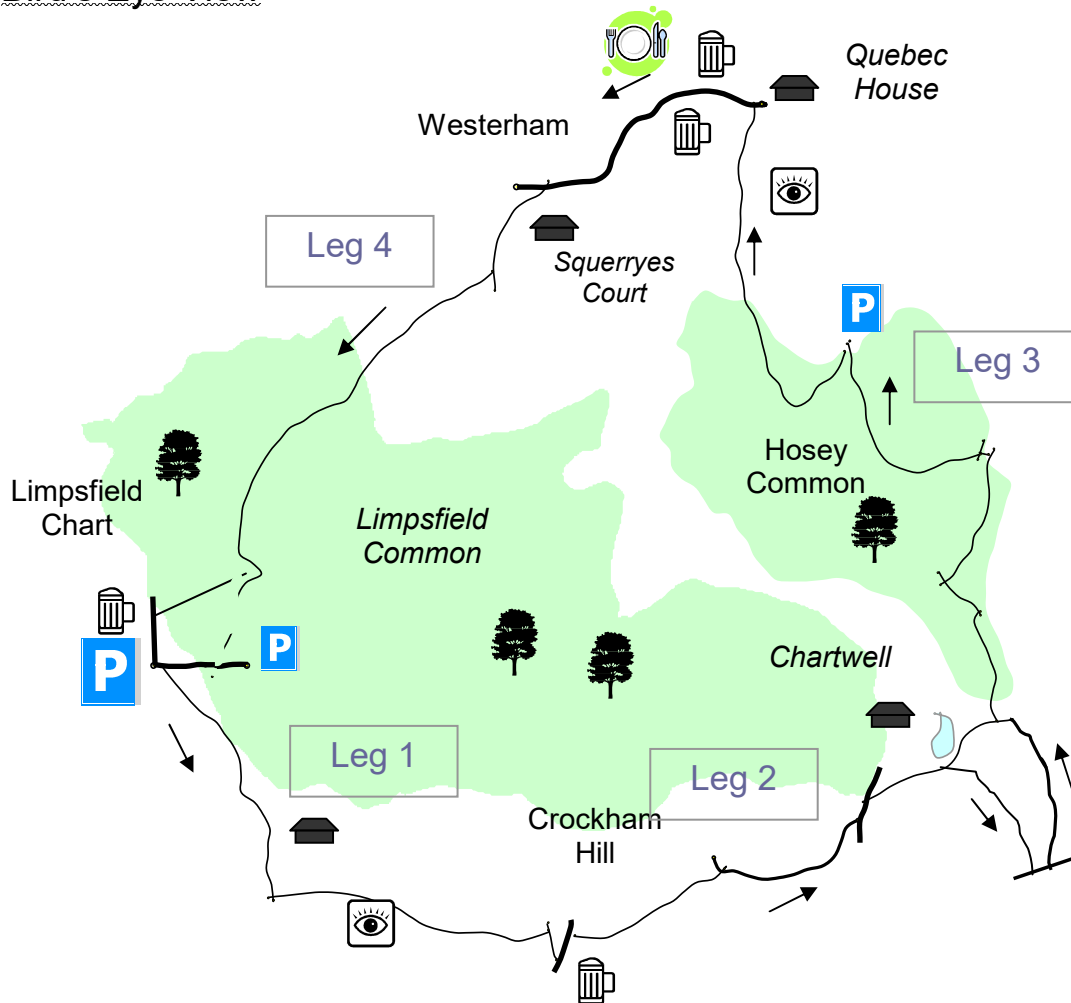 Quebec
House
Westerham
Leg 4
Squerryes
Court
P
Leg 3
Hosey
Common
Limpsfield
Chart
Limpsfield
Common
P
P
Chartwell
Leg 1
Leg 2
Crockham
Hill